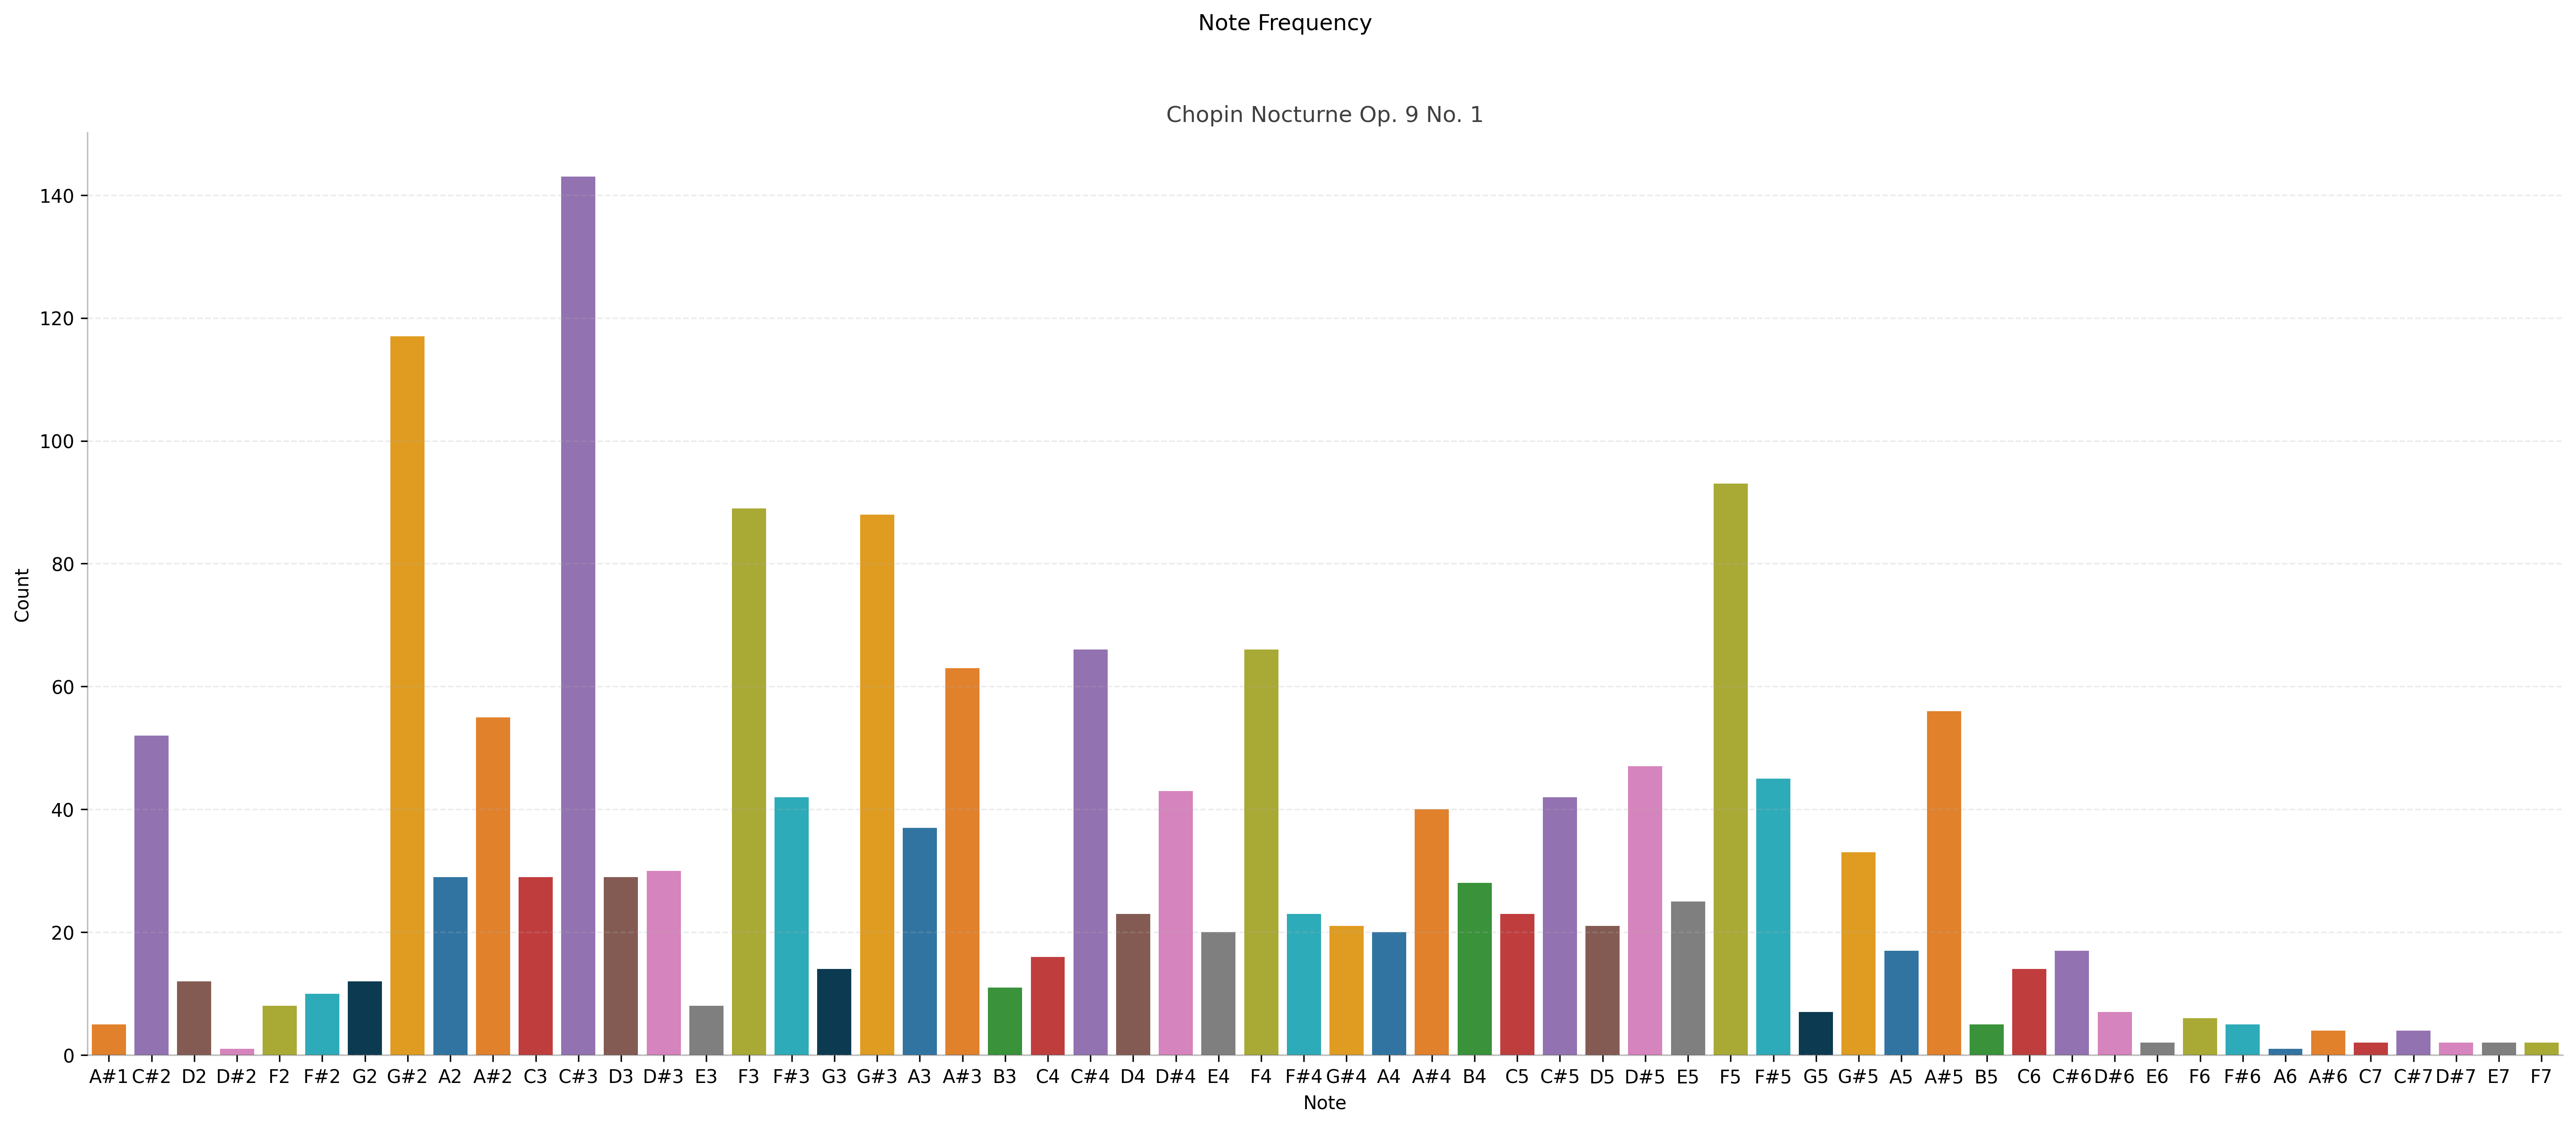 Note Frequency
Chopin Nocturne Op. 9 No. 1
140
120
100
80
60
40
20
0
Count
A#1 C#2 D2 D#2 F2 F#2 G2 G#2 A2 A#2 C3 C#3 D3 D#3 E3 F3 F#3 G3 G#3 A3 A#3 B3 C4 C#4 D4 D#4 E4 F4 F#4 G#4 A4 A#4 B4 C5 C#5 D5 D#5 E5 F5 F#5 G5 G#5 A5 A#5 B5 C6 C#6 D#6 E6 F6 F#6 A6 A#6 C7 C#7 D#7 E7 F7
Note